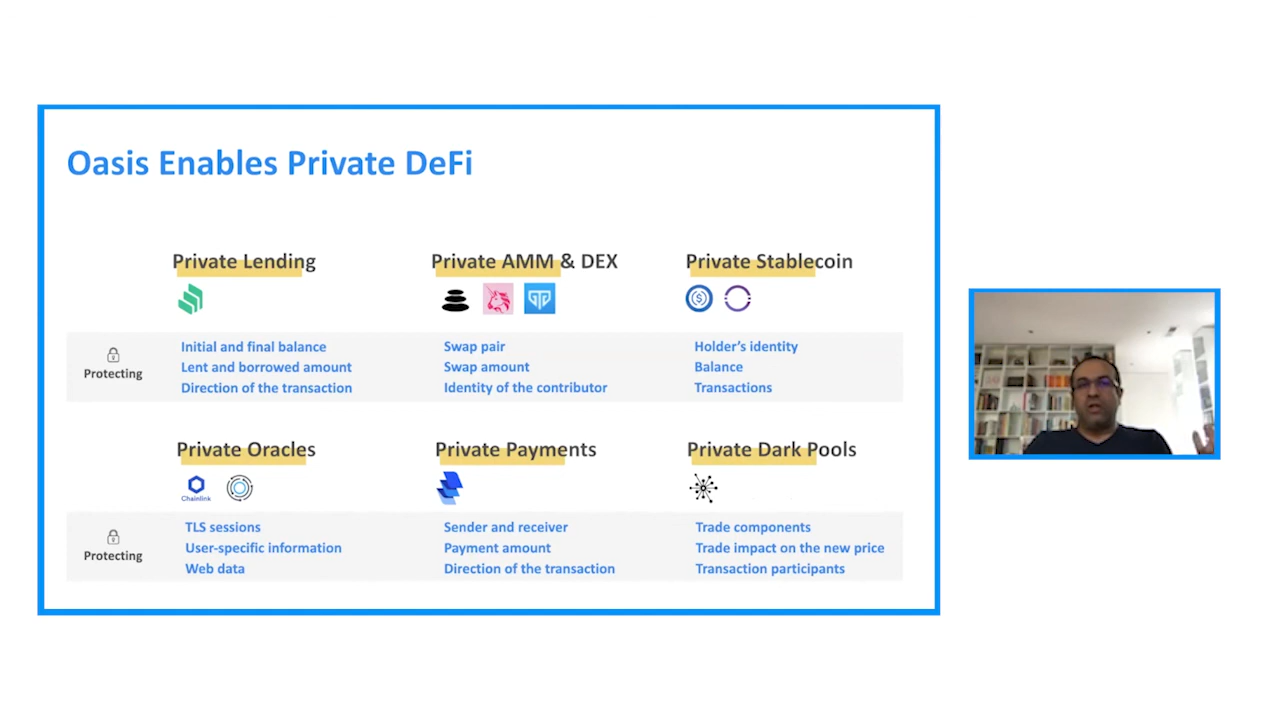 Oasis Enables Private DeFi
Private Lending
Private AMM & DEX
Private Stablecoin
Protecting
Initial and final balance
Lent and borrowed amount
Direction of the transaction
Swap pair
Swap amount
Identity of the contributor
Holder's identity
Balance
Transactions
Private Oracles
Private Payments
Private Dark Pools
Chainlink
Protecting
TLS sessions
User-specific information
Web data
Sender and receiver
Payment amount
Direction of the transaction
Trade components
Trade impact on the new price
Transaction participants